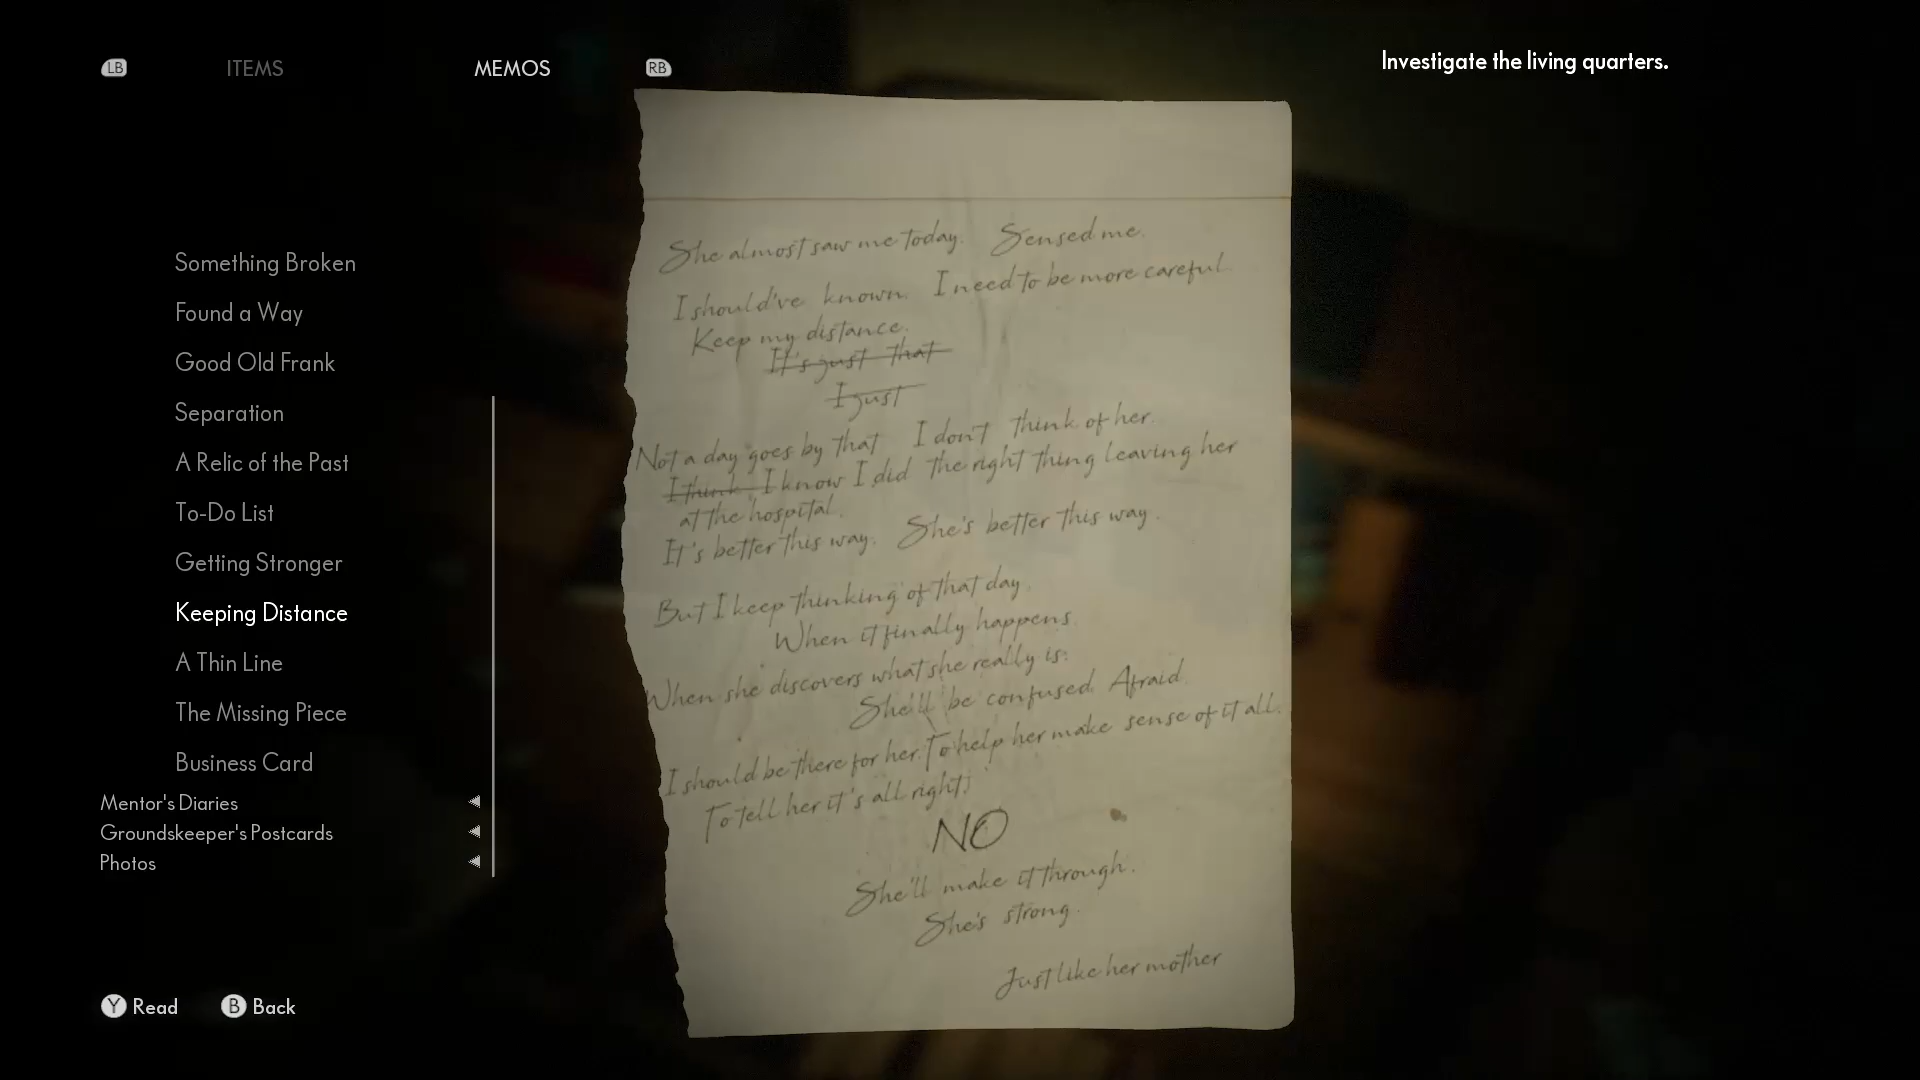 LB ITEMS MEMOS RB
Investigate the living quarters.
Something Broken
Found a Way
Good Old Frank
Separation
A Relic of the Past
To-Do List
Getting Stronger
Keeping Distance
A Thin Line
The Missing Piece
Business Card
Mentor's Diaries
Groundskeeper's Postcards
Photos
Y Read B Back
She almost saw me today. Sensed me.
I should've known. I need to be more careful.
Keep my distance.
It's just that
I just
Not a day goes by that I don't think of her.
I think I know I did the right thing leaving her
at the hospital.
It's better this way. She's better this way.
But I keep thinking of that day.
When it finally happens.
When she discovers what she really is.
She'll be confused. Afraid.
I should be there for her. To help her make sense of it all.
To tell her it's all right.
NO
She'll make it through.
She's strong.
Just like her mother